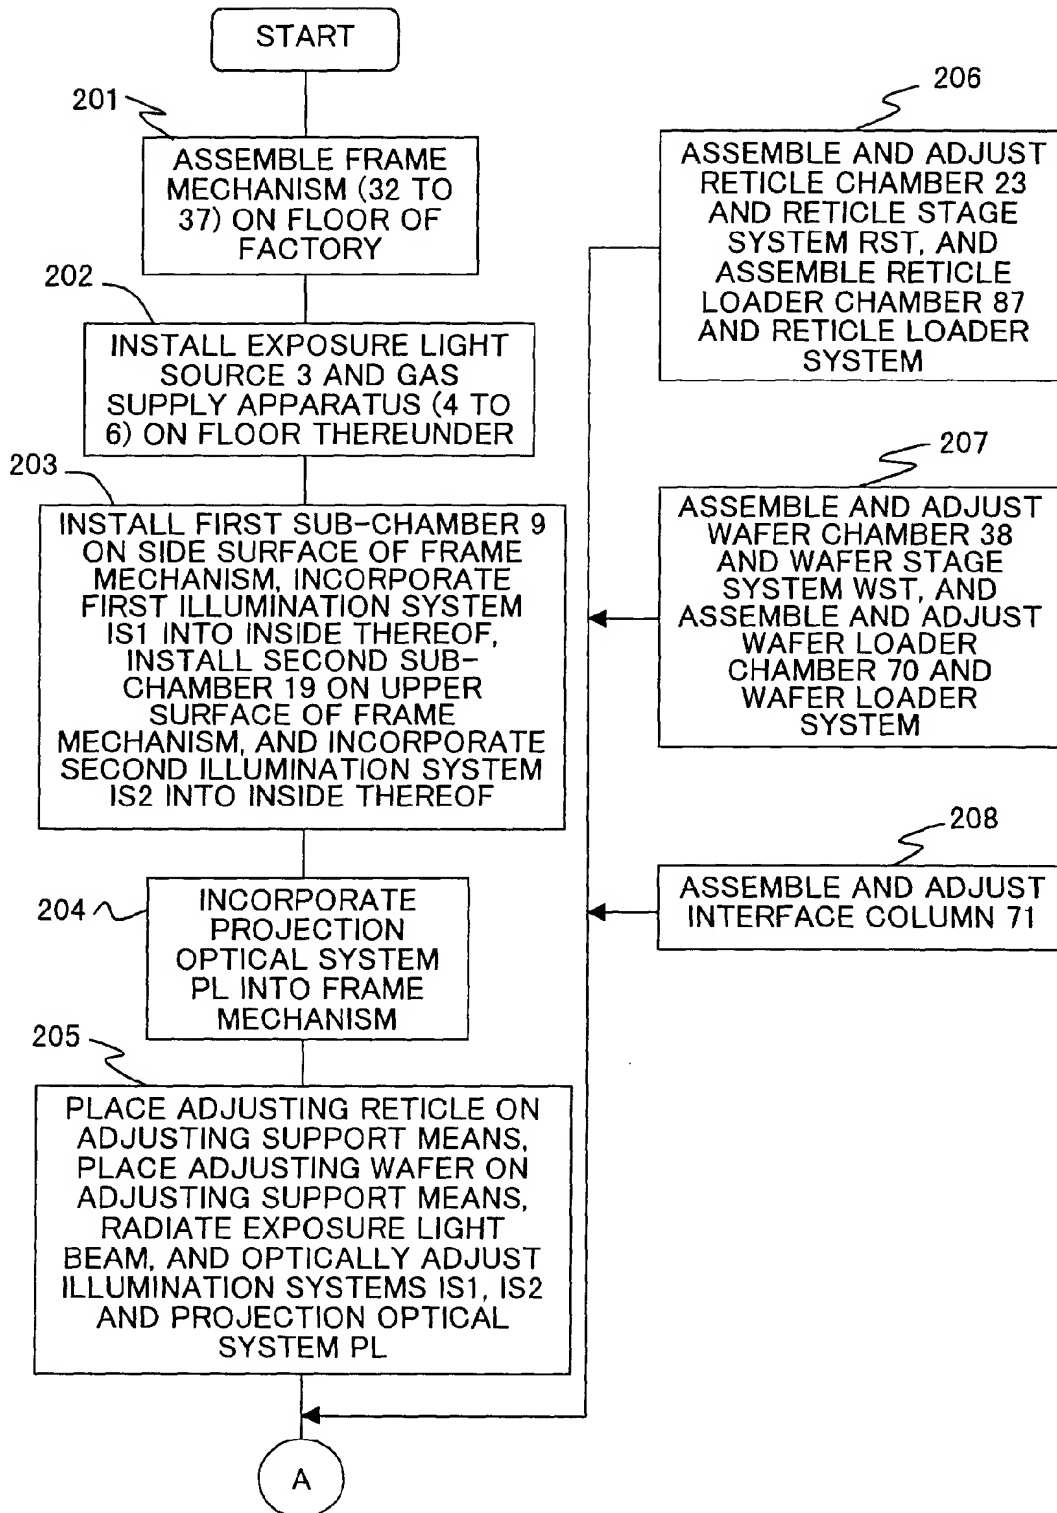 START
201
ASSEMBLE FRAME
MECHANISM (32 TO
37) ON FLOOR OF
FACTORY
202
INSTALL EXPOSURE LIGHT
SOURCE 3 AND GAS
SUPPLY APPARATUS (4 TO
6) ON FLOOR THEREUNDER
203
INSTALL FIRST SUB-CHAMBER 9
ON SIDE SURFACE OF FRAME
MECHANISM, INCORPORATE
FIRST ILLUMINATION SYSTEM
IS1 INTO INSIDE THEREOF,
INSTALL SECOND SUB-
CHAMBER 19 ON UPPER
SURFACE OF FRAME
MECHANISM, AND INCORPORATE
SECOND ILLUMINATION SYSTEM
IS2 INTO INSIDE THEREOF
204
INCORPORATE
PROJECTION
OPTICAL SYSTEM
PL INTO FRAME
MECHANISM
205
PLACE ADJUSTING RETICLE ON
ADJUSTING SUPPORT MEANS,
PLACE ADJUSTING WAFER ON
ADJUSTING SUPPORT MEANS,
RADIATE EXPOSURE LIGHT
BEAM, AND OPTICALLY ADJUST
ILLUMINATION SYSTEMS IS1, IS2
AND PROJECTION OPTICAL
SYSTEM PL
A
206
ASSEMBLE AND ADJUST
RETICLE CHAMBER 23
AND RETICLE STAGE
SYSTEM RST, AND
ASSEMBLE RETICLE
LOADER CHAMBER 87
AND RETICLE LOADER
SYSTEM
207
ASSEMBLE AND ADJUST
WAFER CHAMBER 38
AND WAFER STAGE
SYSTEM WST, AND
ASSEMBLE AND ADJUST
WAFER LOADER
CHAMBER 70 AND
WAFER LOADER
SYSTEM
208
ASSEMBLE AND ADJUST
INTERFACE COLUMN 71